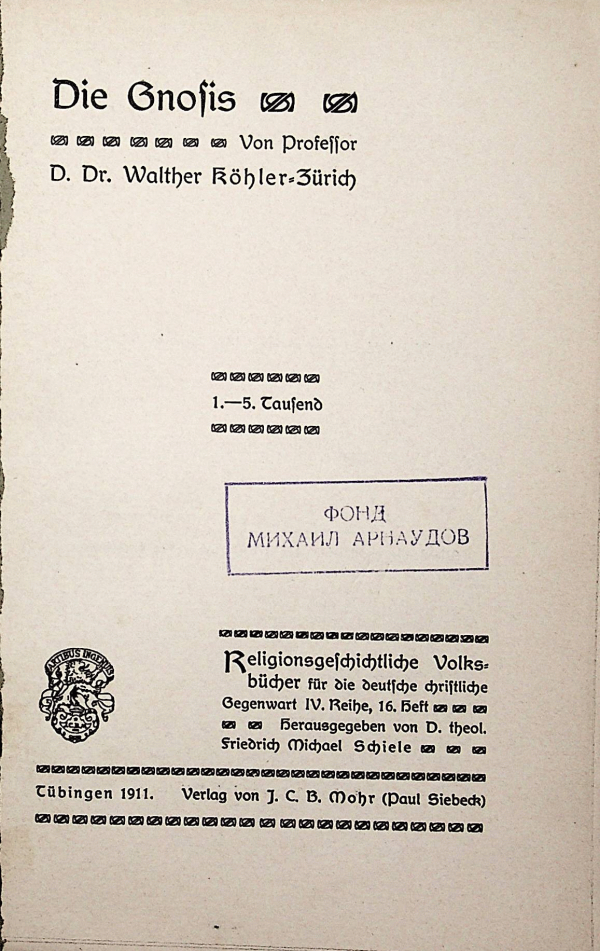 Die Gnosis
Von Professor
D. Dr. Walther Köhler-Zürich
1.—5. Tausend
ФОНД
МИХАИЛ АРНАУДОВ
ARTIBUS INGENUIS
Religionsgeschichtliche Volks-
bücher für die deutsche christliche
Gegenwart IV. Reihe, 16. Heft
Herausgegeben von D. theol.
Friedrich Michael Schiele
Tübingen 1911. Verlag von J. C. B. Mohr (Paul Siebeck)